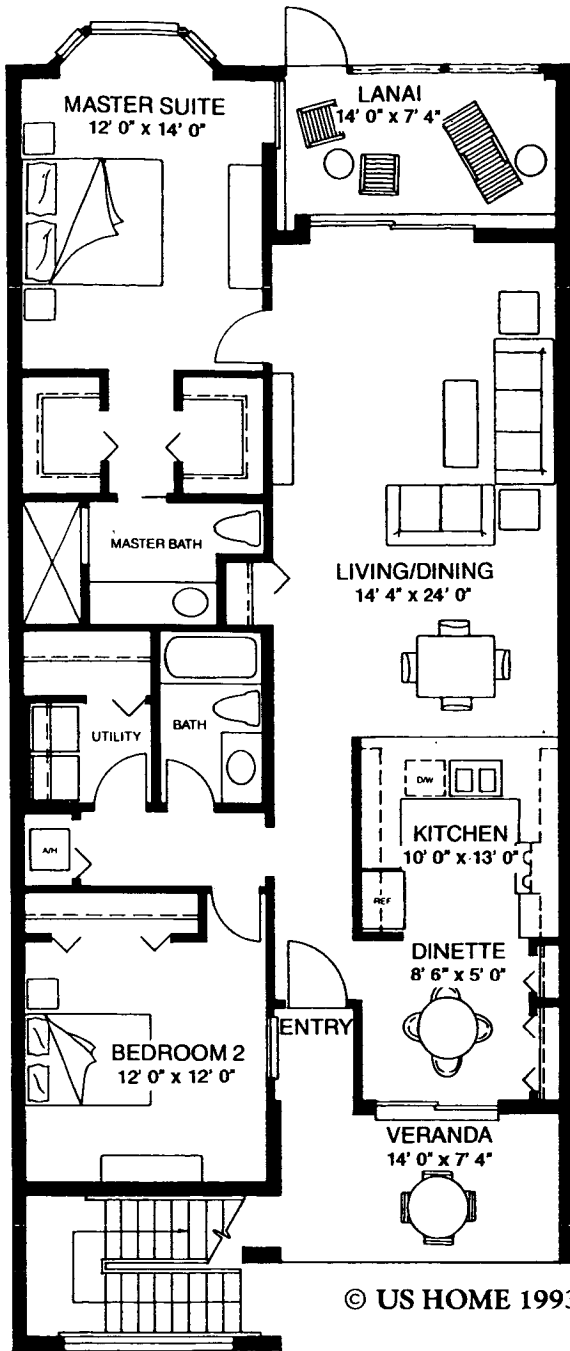 MASTER SUITE
12' 0" x 14' 0"
LANAI
14' 0" x 7' 4"
MASTER BATH
LIVING/DINING
14' 4" x 24' 0"
UTILITY
BATH
D/W
KITCHEN
10' 0" x 13' 0"
A/H
REF
DINETTE
8' 6" x 5' 0"
ENTRY
BEDROOM 2
12' 0" x 12' 0"
VERANDA
14' 0" x 7' 4"
© US HOME 1993